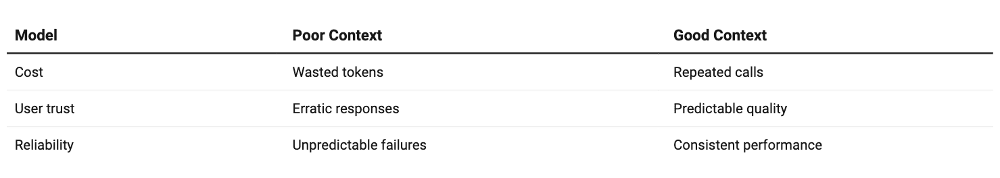 Model Poor Context Good Context
Cost Wasted tokens Repeated calls
User trust Erratic responses Predictable quality
Reliability Unpredictable failures Consistent performance